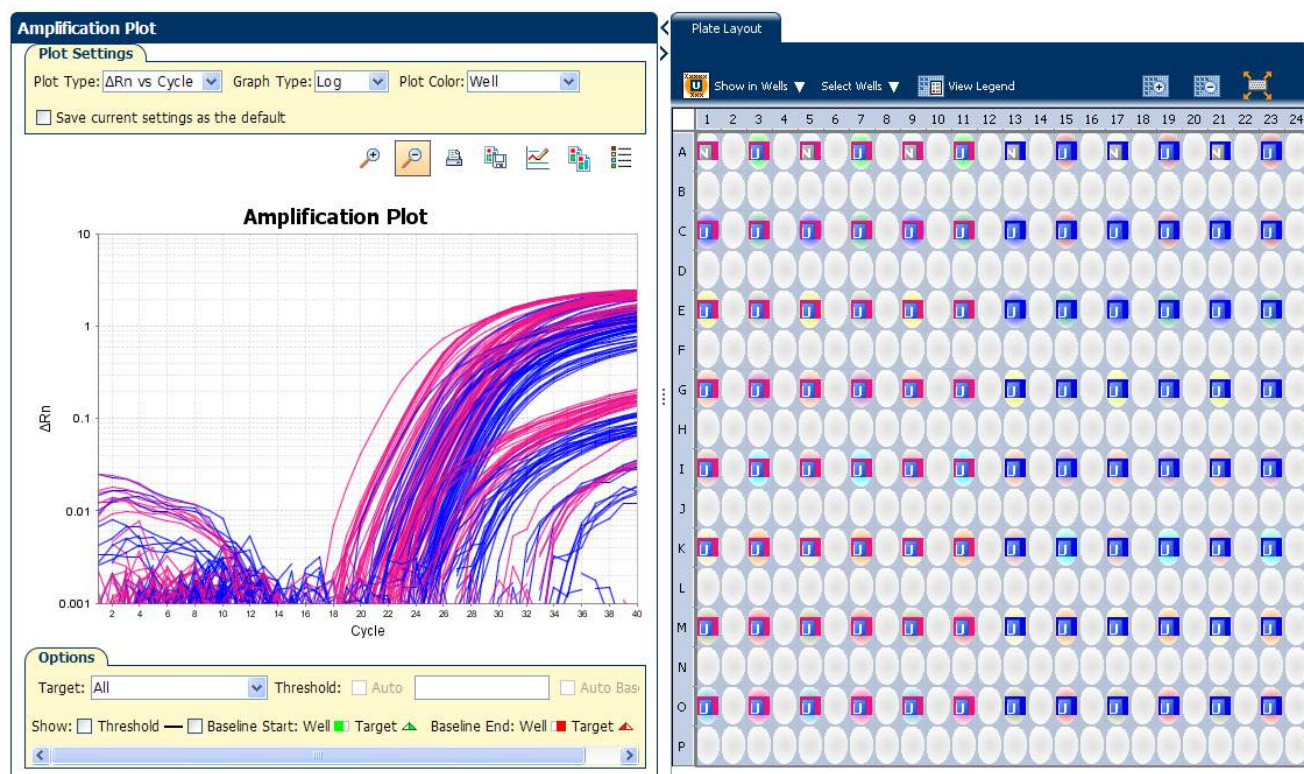 Amplification Plot
Plot Settings
Plot Type: ΔRn vs Cycle Graph Type: Log Plot Color: Well
Save current settings as the default
Amplification Plot
10
1
0.1
0.01
0.001
ΔRn
2 4 6 8 10 12 14 16 18 20 22 24 26 28 30 32 34 36 38 40
Cycle
Options
Target: All Threshold: Auto Auto Bas
Show: Threshold Baseline Start: Well Target Baseline End: Well Target
Plate Layout
U Show in Wells Select Wells View Legend
1 2 3 4 5 6 7 8 9 10 11 12 13 14 15 16 17 18 19 20 21 22 23 24
A N U N U N U N U N U N U
B
C U U U U U U U U U U U U
D
E U U U U U U U U U U U U
F
G U U U U U U U U U U U U
H
I U U U U U U U U U U U U
J
K U U U U U U U U U U U U
L
M U U U U U U U U U U U U
N
O U U U U U U U U U U U U
P